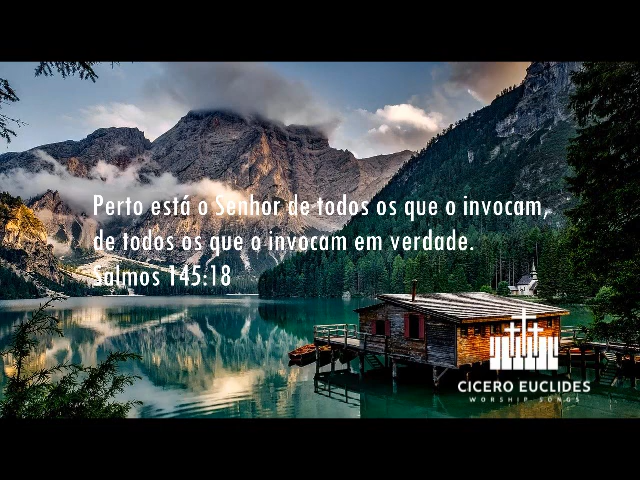 Perto está o Senhor de todos os que o invocam,
de todos os que o invocam em verdade.
Salmos 145:18
CICERO EUCLIDES
WORSHIP SONGS